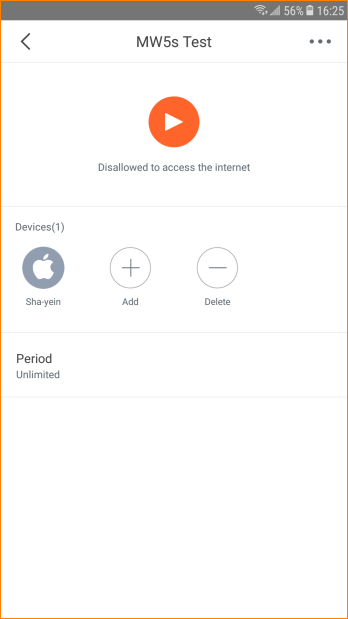 56% 16:25
MW5s Test
Disallowed to access the internet
Devices(1)
Sha-yein Add Delete
Period
Unlimited